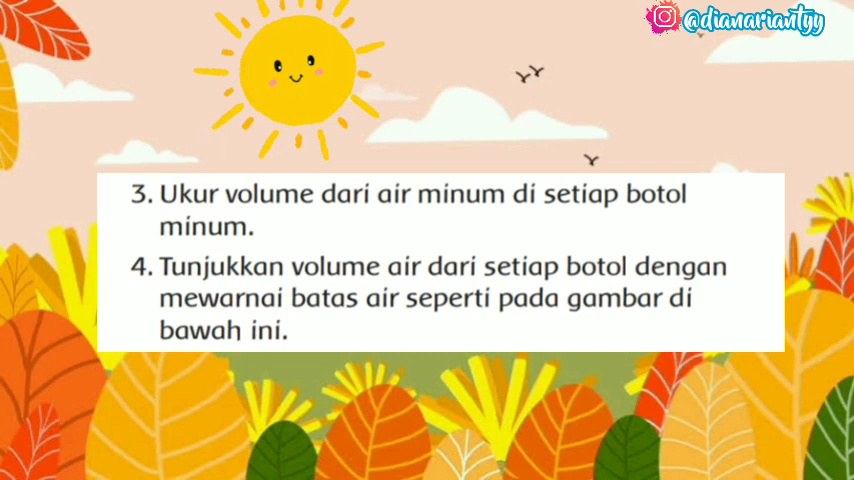 @dianariantyy
3. Ukur volume dari air minum di setiap botol
minum.
4. Tunjukkan volume air dari setiap botol dengan
mewarnai batas air seperti pada gambar di
bawah ini.